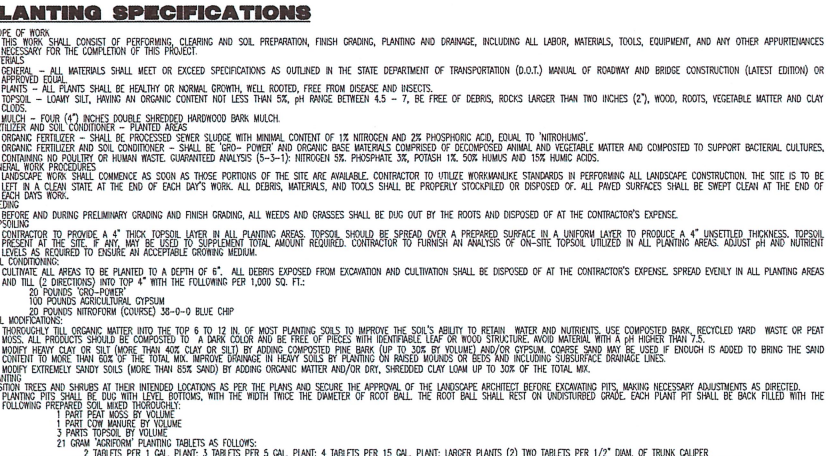 LANTING SPECIFICATIONS
OPE OF WORK
THIS WORK SHALL CONSIST OF PERFORMING, CLEARING AND SOIL PREPARATION, FINISH GRADING, PLANTING AND DRAINAGE, INCLUDING ALL LABOR, MATERIALS, TOOLS, EQUIPMENT, AND ANY OTHER APPURTENANCES
NECESSARY FOR THE COMPLETION OF THIS PROJECT.
ERIALS
GENERAL – ALL MATERIALS SHALL MEET OR EXCEED SPECIFICATIONS AS OUTLINED IN THE STATE DEPARTMENT OF TRANSPORTATION (D.O.T.) MANUAL OF ROADWAY AND BRIDGE CONSTRUCTION (LATEST EDITION) OR
APPROVED EQUAL.
PLANTS – ALL PLANTS SHALL BE HEALTHY OR NORMAL GROWTH, WELL ROOTED, FREE FROM DISEASE AND INSECTS.
TOPSOIL – LOAMY SILT, HAVING AN ORGANIC CONTENT NOT LESS THAN 5%, pH RANGE BETWEEN 4.5 – 7, BE FREE OF DEBRIS, ROCKS LARGER THAN TWO INCHES (2"), WOOD, ROOTS, VEGETABLE MATTER AND CLAY
CLODS.
MULCH – FOUR (4") INCHES DOUBLE SHREDDED HARDWOOD BARK MULCH.
TILIZER AND SOIL CONDITIONER – PLANTED AREAS
ORGANIC FERTILIZER – SHALL BE PROCESSED SEWER SLUDGE WITH MINIMAL CONTENT OF 1% NITROGEN AND 2% PHOSPHORIC ACID, EQUAL TO 'NITROHUMIS'.
ORGANIC FERTILIZER AND SOIL CONDITIONER – SHALL BE 'GRO– POWER' AND ORGANIC BASE MATERIALS COMPRISED OF DECOMPOSED ANIMAL AND VEGETABLE MATTER AND COMPOSTED TO SUPPORT BACTERIAL CULTURES,
CONTAINING NO POULTRY OR HUMAN WASTE. GUARANTEED ANALYSIS (5–3–1): NITROGEN 5%. PHOSPHATE 3%, POTASH 1%. 50% HUMUS AND 15% HUMIC ACIDS.
NERAL WORK PROCEDURES
LANDSCAPE WORK SHALL COMMENCE AS SOON AS THOSE PORTIONS OF THE SITE ARE AVAILABLE. CONTRACTOR TO UTILIZE WORKMANLIKE STANDARDS IN PERFORMING ALL LANDSCAPE CONSTRUCTION. THE SITE IS TO BE
LEFT IN A CLEAN STATE AT THE END OF EACH DAY'S WORK. ALL DEBRIS, MATERIALS, AND TOOLS SHALL BE PROPERLY STOCKPILED OR DISPOSED OF. ALL PAVED SURFACES SHALL BE SWEPT CLEAN AT THE END OF
EACH DAYS WORK.
EDING
BEFORE AND DURING PRELIMINARY GRADING AND FINISH GRADING, ALL WEEDS AND GRASSES SHALL BE DUG OUT BY THE ROOTS AND DISPOSED OF AT THE CONTRACTOR'S EXPENSE.
PSOILING
CONTRACTOR TO PROVIDE A 4" THICK TOPSOIL LAYER IN ALL PLANTING AREAS. TOPSOIL SHOULD BE SPREAD OVER A PREPARED SURFACE IN A UNIFORM LAYER TO PRODUCE A 4" UNSETTLED THICKNESS. TOPSOIL
PRESENT AT THE SITE, IF ANY, MAY BE USED TO SUPPLEMENT TOTAL AMOUNT REQUIRED. CONTRACTOR TO FURNISH AN ANALYSIS OF ON–SITE TOPSOIL UTILIZED IN ALL PLANTING AREAS. ADJUST pH AND NUTRIENT
LEVELS AS REQUIRED TO ENSURE AN ACCEPTABLE GROWING MEDIUM.
L CONDITIONING:
CULTIVATE ALL AREAS TO BE PLANTED TO A DEPTH OF 6". ALL DEBRIS EXPOSED FROM EXCAVATION AND CULTIVATION SHALL BE DISPOSED OF AT THE CONTRACTOR'S EXPENSE. SPREAD EVENLY IN ALL PLANTING AREAS
AND TILL (2 DIRECTIONS) INTO TOP 4" WITH THE FOLLOWING PER 1,000 SQ. FT.:
20 POUNDS 'GRO–POWER'
100 POUNDS AGRICULTURAL GYPSUM
20 POUNDS NITROFORM (COURSE) 38–0–0 BLUE CHIP
L MODIFICATIONS:
THOROUGHLY TILL ORGANIC MATTER INTO THE TOP 6 TO 12 IN. OF MOST PLANTING SOILS TO IMPROVE THE SOIL'S ABILITY TO RETAIN WATER AND NUTRIENTS. USE COMPOSTED BARK, RECYCLED YARD WASTE OR PEAT
MOSS. ALL PRODUCTS SHOULD BE COMPOSTED TO A DARK COLOR AND BE FREE OF PIECES WITH IDENTIFIABLE LEAF OR WOOD STRUCTURE. AVOID MATERIAL WITH A pH HIGHER THAN 7.5.
MODIFY HEAVY CLAY OR SILT (MORE THAN 40% CLAY OR SILT) BY ADDING COMPOSTED PINE BARK (UP TO 30% BY VOLUME) AND/OR GYPSUM. COARSE SAND MAY BE USED IF ENOUGH IS ADDED TO BRING THE SAND
CONTENT TO MORE THAN 60% OF THE TOTAL MIX. IMPROVE DRAINAGE IN HEAVY SOILS BY PLANTING ON RAISED MOUNDS OR BEDS AND INCLUDING SUBSURFACE DRAINAGE LINES.
MODIFY EXTREMELY SANDY SOILS (MORE THAN 85% SAND) BY ADDING ORGANIC MATTER AND/OR DRY, SHREDDED CLAY LOAM UP TO 30% OF THE TOTAL MIX.
NTING
SITION TREES AND SHRUBS AT THEIR INTENDED LOCATIONS AS PER THE PLANS AND SECURE THE APPROVAL OF THE LANDSCAPE ARCHITECT BEFORE EXCAVATING PITS, MAKING NECESSARY ADJUSTMENTS AS DIRECTED.
PLANTING PITS SHALL BE DUG WITH LEVEL BOTTOMS, WITH THE WIDTH TWICE THE DIAMETER OF ROOT BALL. THE ROOT BALL SHALL REST ON UNDISTURBED GRADE. EACH PLANT PIT SHALL BE BACK FILLED WITH THE
FOLLOWING PREPARED SOIL MIXED THOROUGHLY:
1 PART PEAT MOSS BY VOLUME
1 PART COW MANURE BY VOLUME
3 PARTS TOPSOIL BY VOLUME
21 GRAM 'AGRIFORM' PLANTING TABLETS AS FOLLOWS:
2 TABLETS PER 1 GAL. PLANT; 3 TABLETS PER 5 GAL. PLANT; 4 TABLETS PER 15 GAL. PLANT; LARGER PLANTS (2) TWO TABLETS PER 1/2" DIAM. OF TRUNK CALIPER